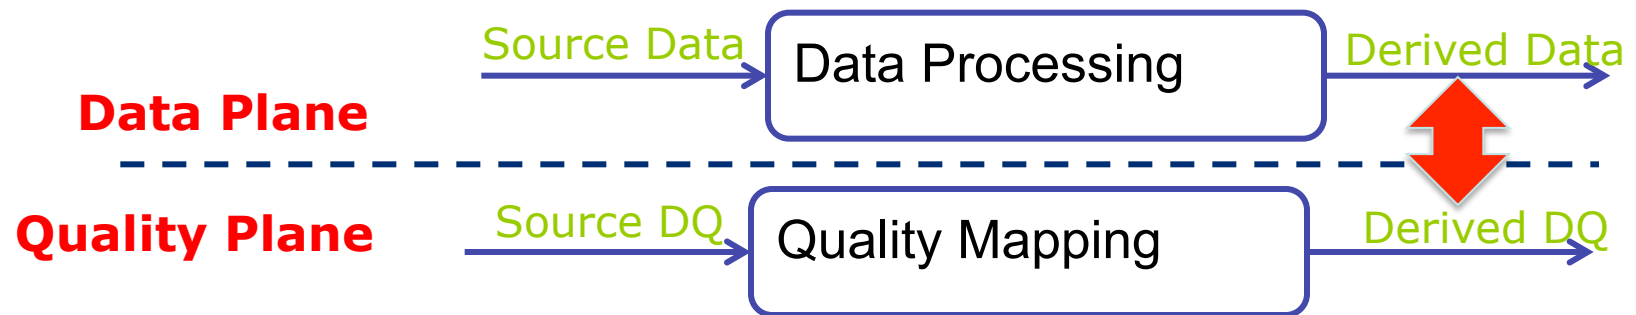 Source Data
Data Processing
Derived Data
Data Plane
Source DQ
Quality Mapping
Derived DQ
Quality Plane